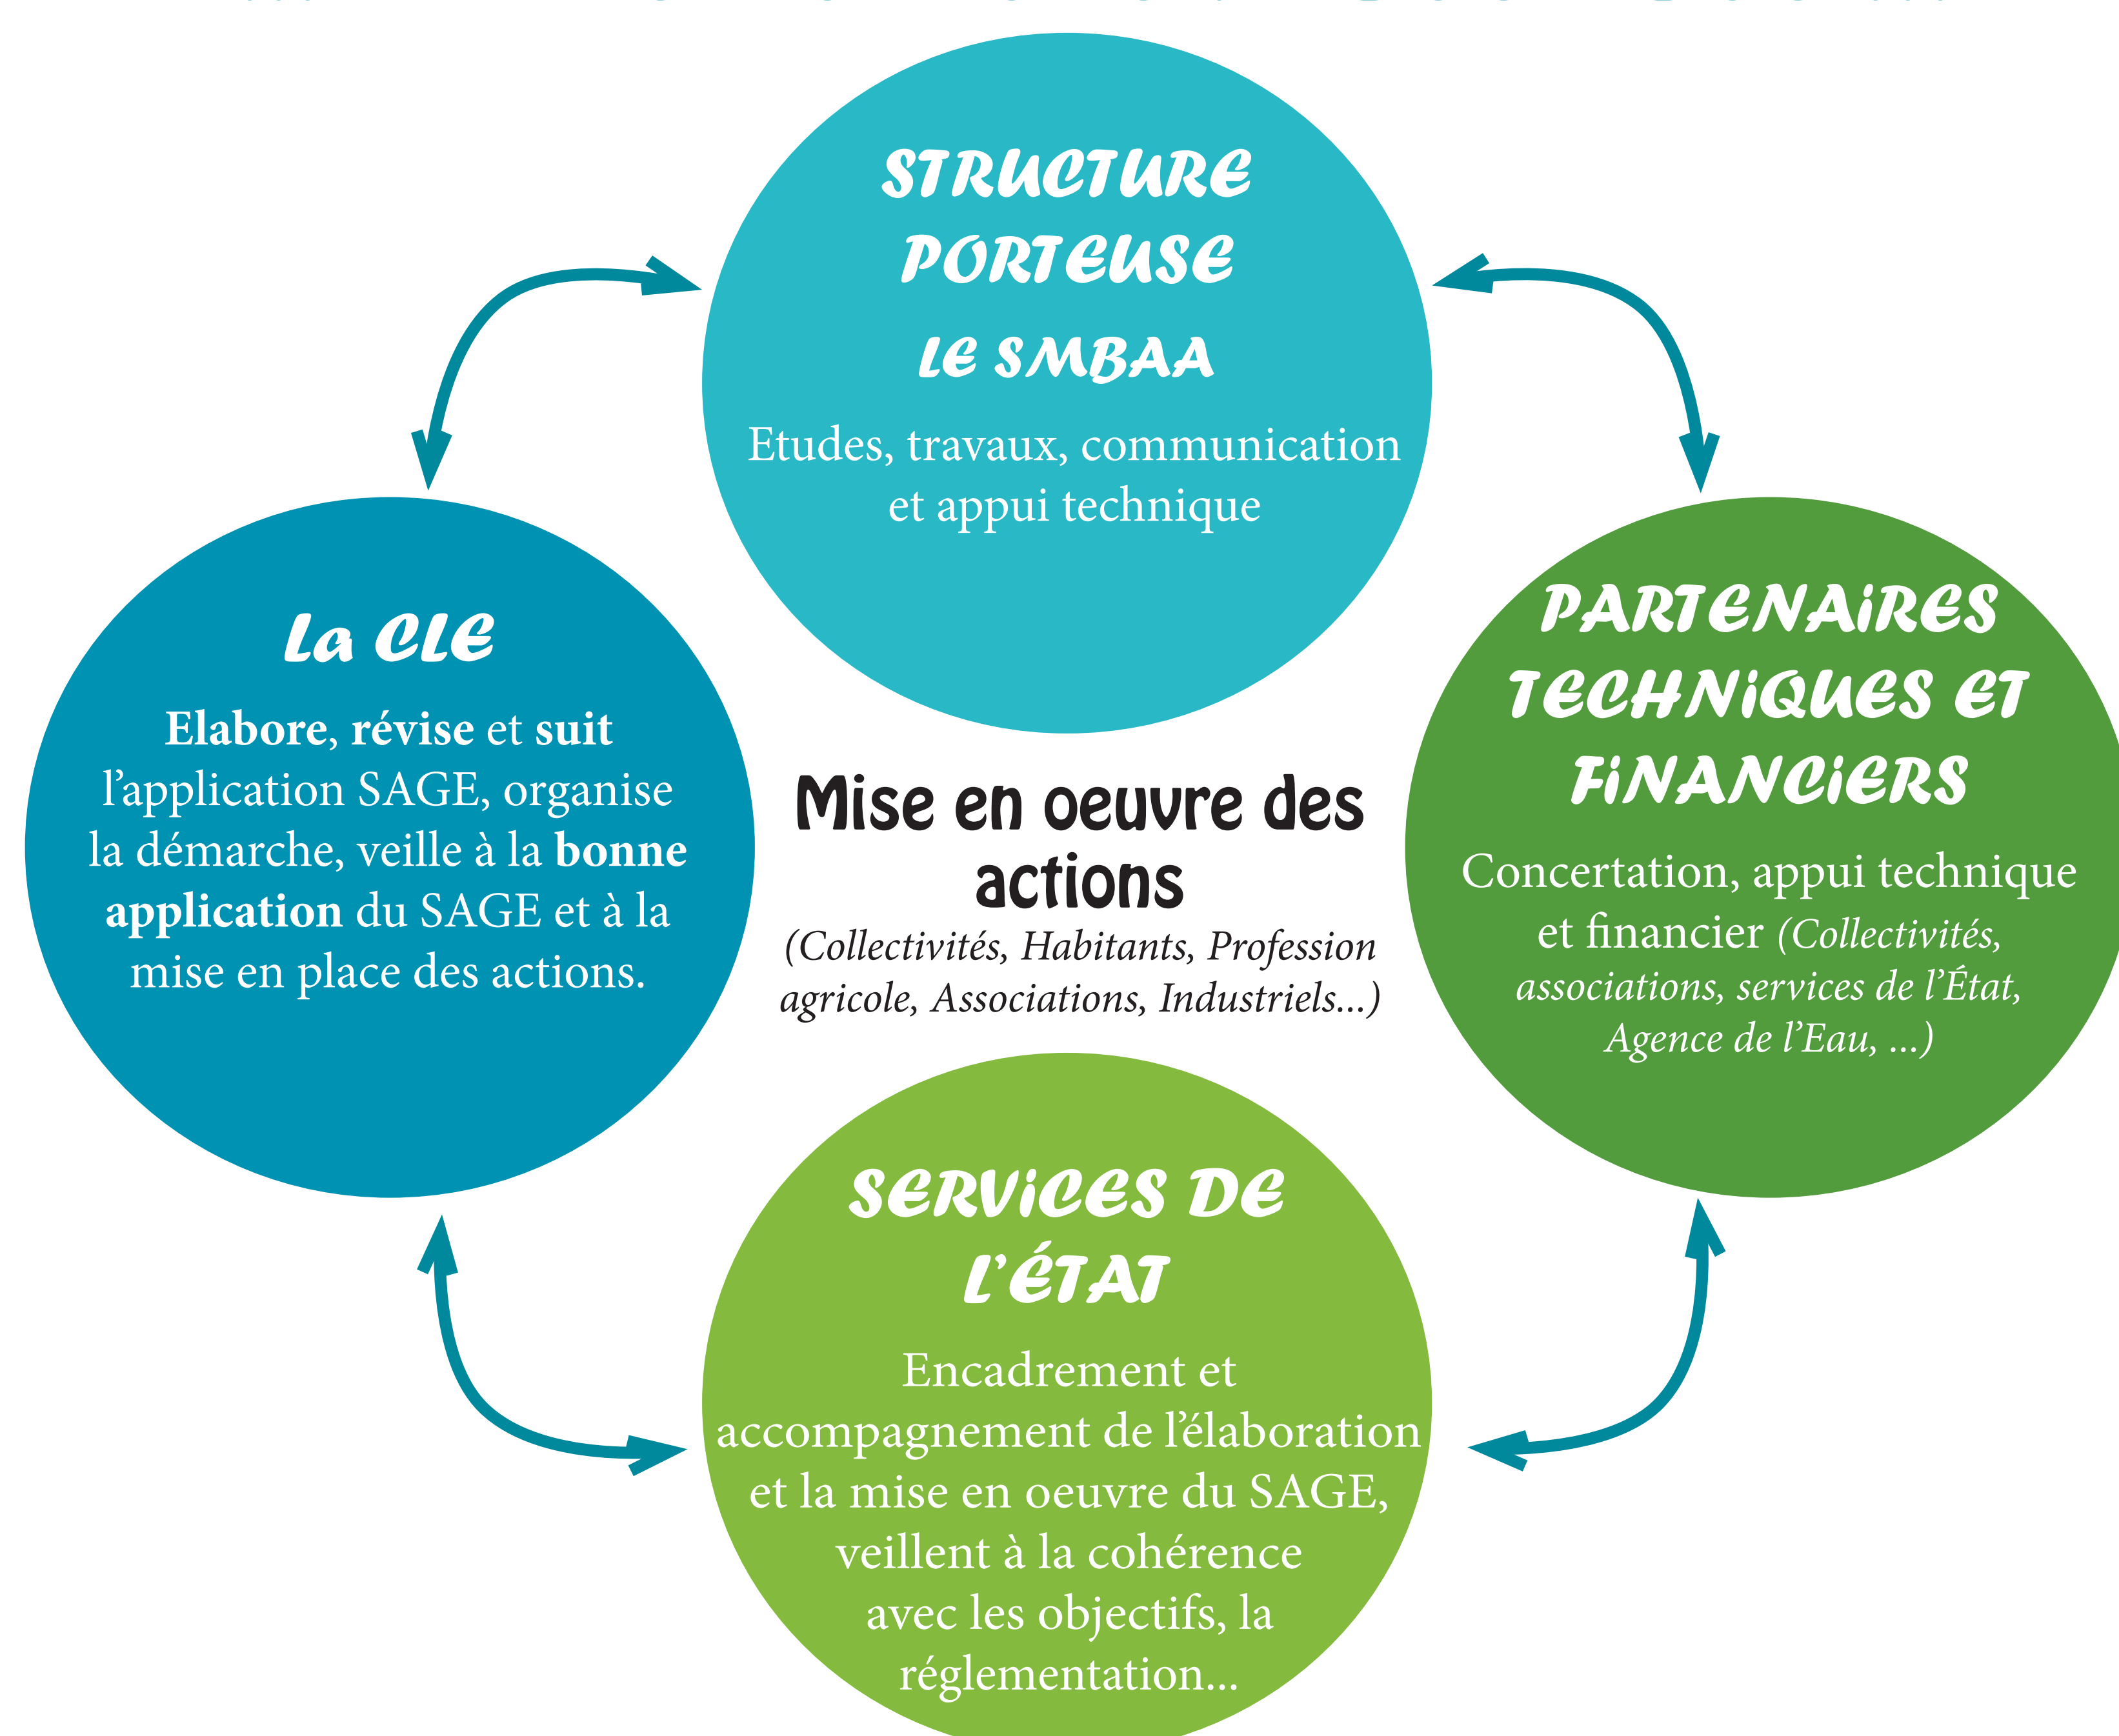 STRUCTURE
PORTEUSE
LE SMBAA
Etudes, travaux, communication
et appui technique
La CLE
Elabore, révise et suit
l’application SAGE, organise
la démarche, veille à la bonne
application du SAGE et à la
mise en place des actions.
Mise en oeuvre des
actions
(Collectivités, Habitants, Profession
agricole, Associations, Industriels...)
PARTENAiRES
TECHNiQUES ET
FiNANCiERS
Concertation, appui technique
et financier (Collectivités,
associations, services de l’État,
Agence de l’Eau, ...)
SERViCES DE
L’ÉTAT
Encadrement et
accompagnement de l’élaboration
et la mise en oeuvre du SAGE,
veillent à la cohérence
avec les objectifs, la
réglementation...